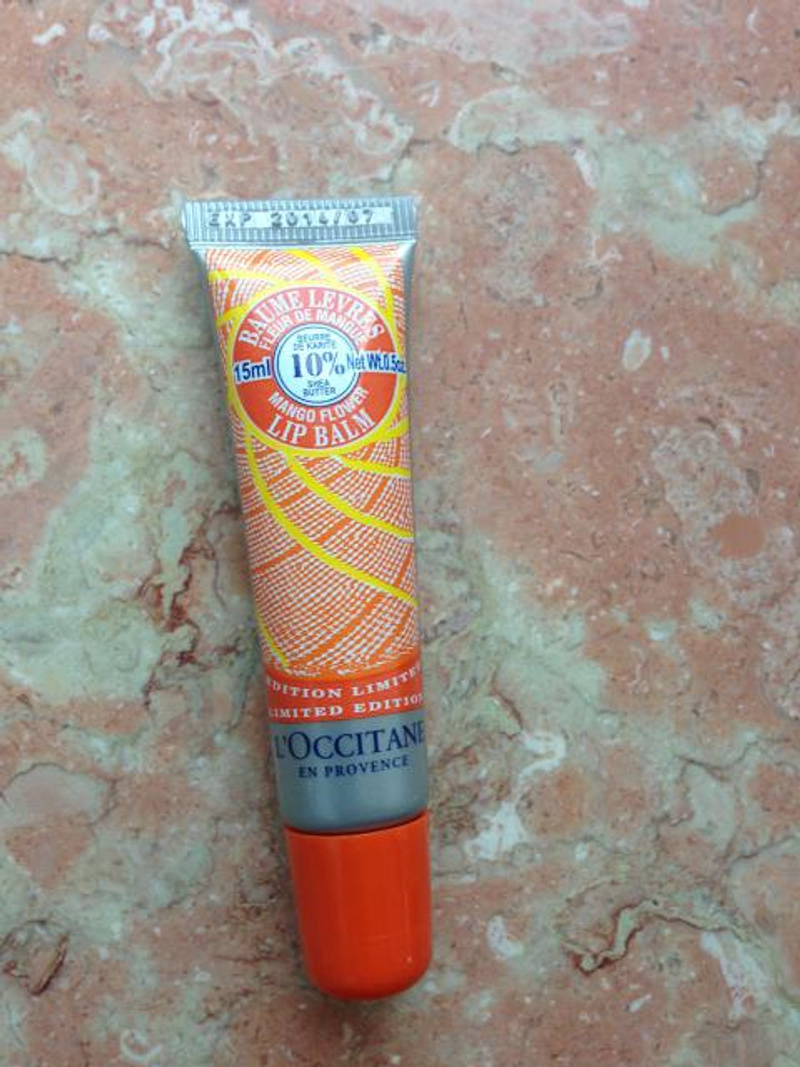 EXP 2014/07
BAUME LEVRES
FLEUR DE MANGUE
BEURRE
DE KARITÉ
15ml 10% Net Wt.0.5oz.
SHEA
BUTTER
MANGO FLOWER
LIP BALM
EDITION LIMITEE
LIMITED EDITION
L'OCCITANE
EN PROVENCE